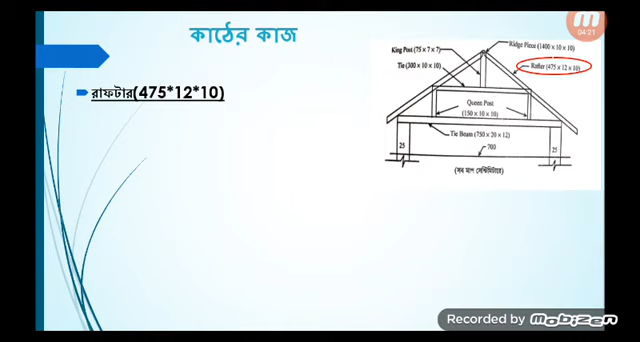 কাঠের কাজ
04:21
King Post (75 x 7 x 7)
Ridge Piece (1400 x 10 x 10)
Tie (300 x 10 x 10)
Rafter (475 x 12 x 10)
রাফটার(475*12*10)
Queen Post
(150 x 10 x 10)
Tie Beam (750 x 20 x 12)
25
700
25
(সব মাপ সেন্টিমিটারে)
Recorded by Mobizen